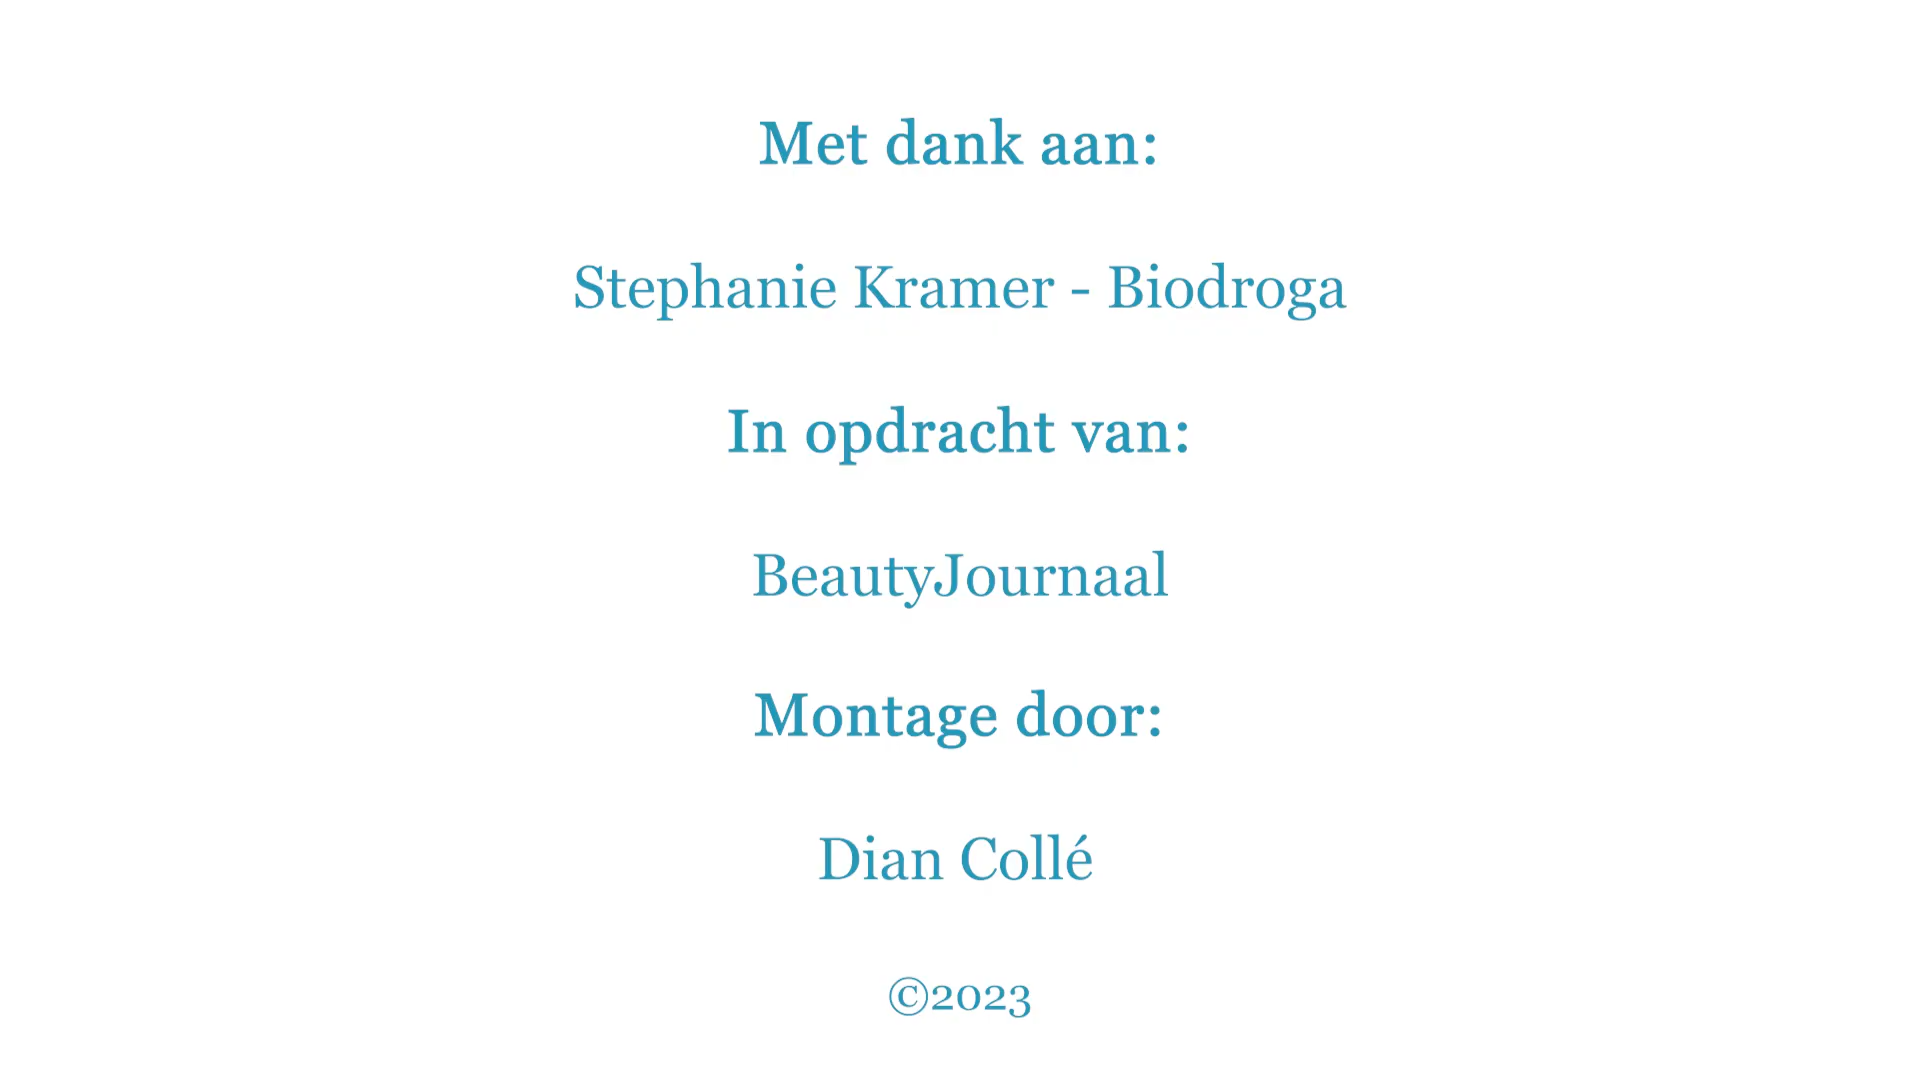 Met dank aan:
Stephanie Kramer - Biodroga
In opdracht van:
BeautyJournaal
Montage door:
Dian Collé
©2023